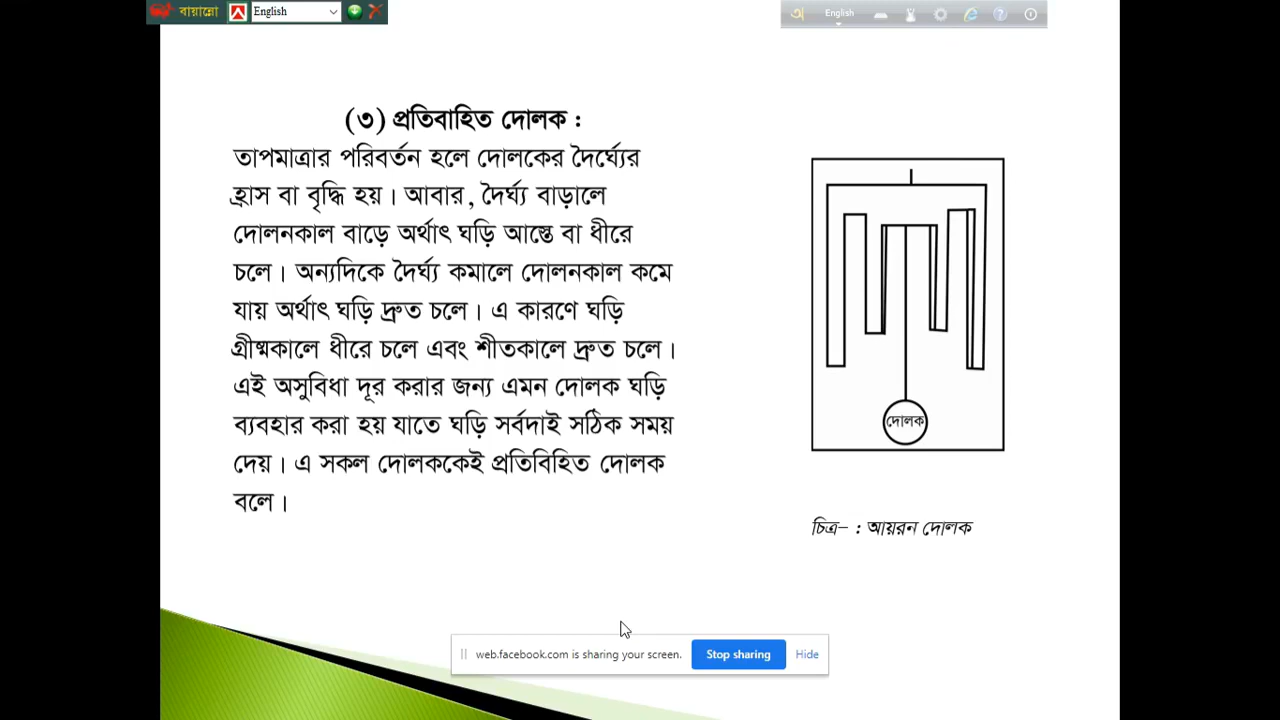 বায়ান্নো
English
English
(৩) প্রতিবাহিত দোলক :
তাপমাত্রার পরিবর্তন হলে দোলকের দৈর্ঘ্যের
হ্রাস বা বৃদ্ধি হয়। আবার, দৈর্ঘ্য বাড়ালে
দোলনকাল বাড়ে অর্থাৎ ঘড়ি আস্তে বা ধীরে
চলে। অন্যদিকে দৈর্ঘ্য কমালে দোলনকাল কমে
যায় অর্থাৎ ঘড়ি দ্রুত চলে। এ কারণে ঘড়ি
গ্রীষ্মকালে ধীরে চলে এবং শীতকালে দ্রুত চলে।
এই অসুবিধা দূর করার জন্য এমন দোলক ঘড়ি
ব্যবহার করা হয় যাতে ঘড়ি সর্বদাই সঠিক সময়
দেয়। এ সকল দোলককেই প্রতিবিহিত দোলক
বলে।
দোলক
চিত্র- : আয়রন দোলক
web.facebook.com is sharing your screen.
Stop sharing
Hide